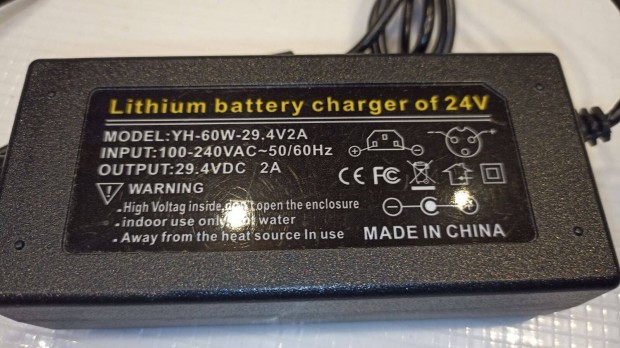 Lithium battery charger of 24V
MODEL:YH-60W-29.4V2A
INPUT:100-240VAC~50/60Hz
OUTPUT:29.4VDC 2A
CE FC
WARNING
.High Voltag inside,don't open the enclosure
.indoor use only water
.Away from the heat source In use
MADE IN CHINA